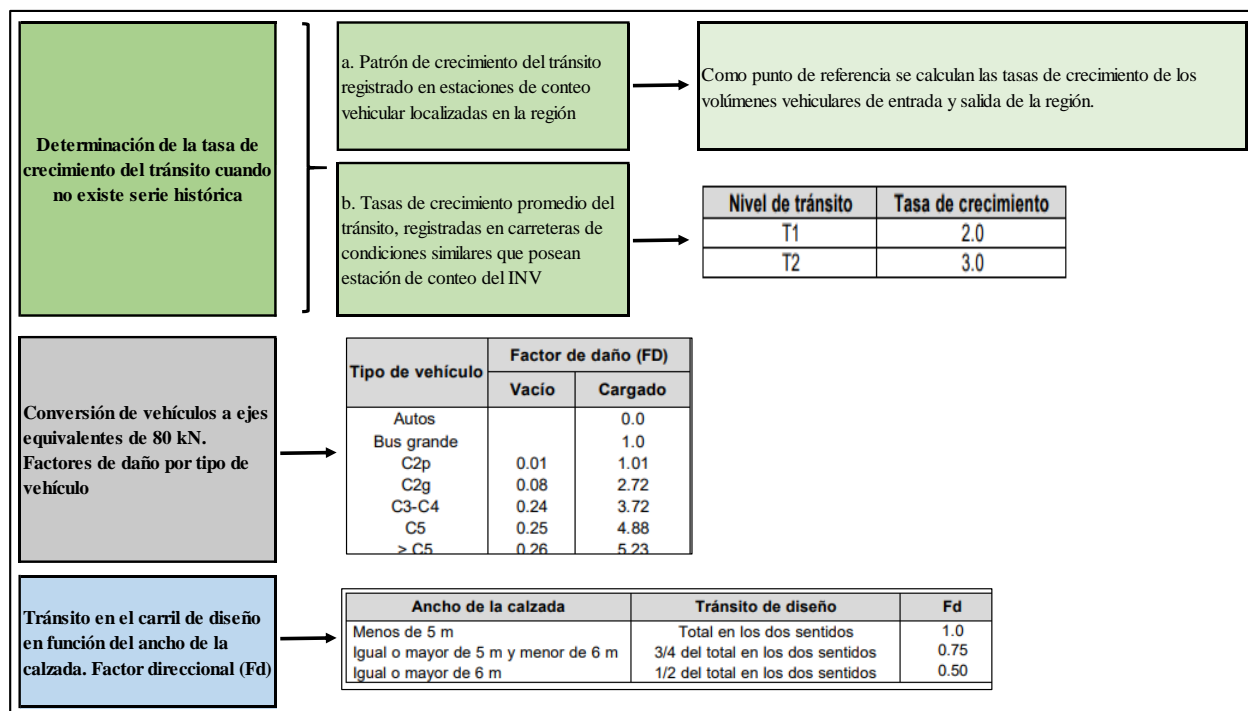 Determinación de la tasa de
crecimiento del tránsito cuando
no existe serie histórica
a. Patrón de crecimiento del tránsito
registrado en estaciones de conteo
vehicular localizadas en la región
Como punto de referencia se calculan las tasas de crecimiento de los
volúmenes vehiculares de entrada y salida de la región.
b. Tasas de crecimiento promedio del
tránsito, registradas en carreteras de
condiciones similares que posean
estación de conteo del INV
Nivel de tránsito Tasa de crecimiento
T1 2.0
T2 3.0
Conversión de vehículos a ejes
equivalentes de 80 kN.
Factores de daño por tipo de
vehículo
Tipo de vehículo Factor de daño (FD)
Vacío Cargado
Autos 0.0
Bus grande 1.0
C2p 0.01 1.01
C2g 0.08 2.72
C3-C4 0.24 3.72
C5 0.25 4.88
> C5 0.26 5.23
Tránsito en el carril de diseño
en función del ancho de la
calzada. Factor direccional (Fd)
Ancho de la calzada Tránsito de diseño Fd
Menos de 5 m Total en los dos sentidos 1.0
Igual o mayor de 5 m y menor de 6 m 3/4 del total en los dos sentidos 0.75
Igual o mayor de 6 m 1/2 del total en los dos sentidos 0.50